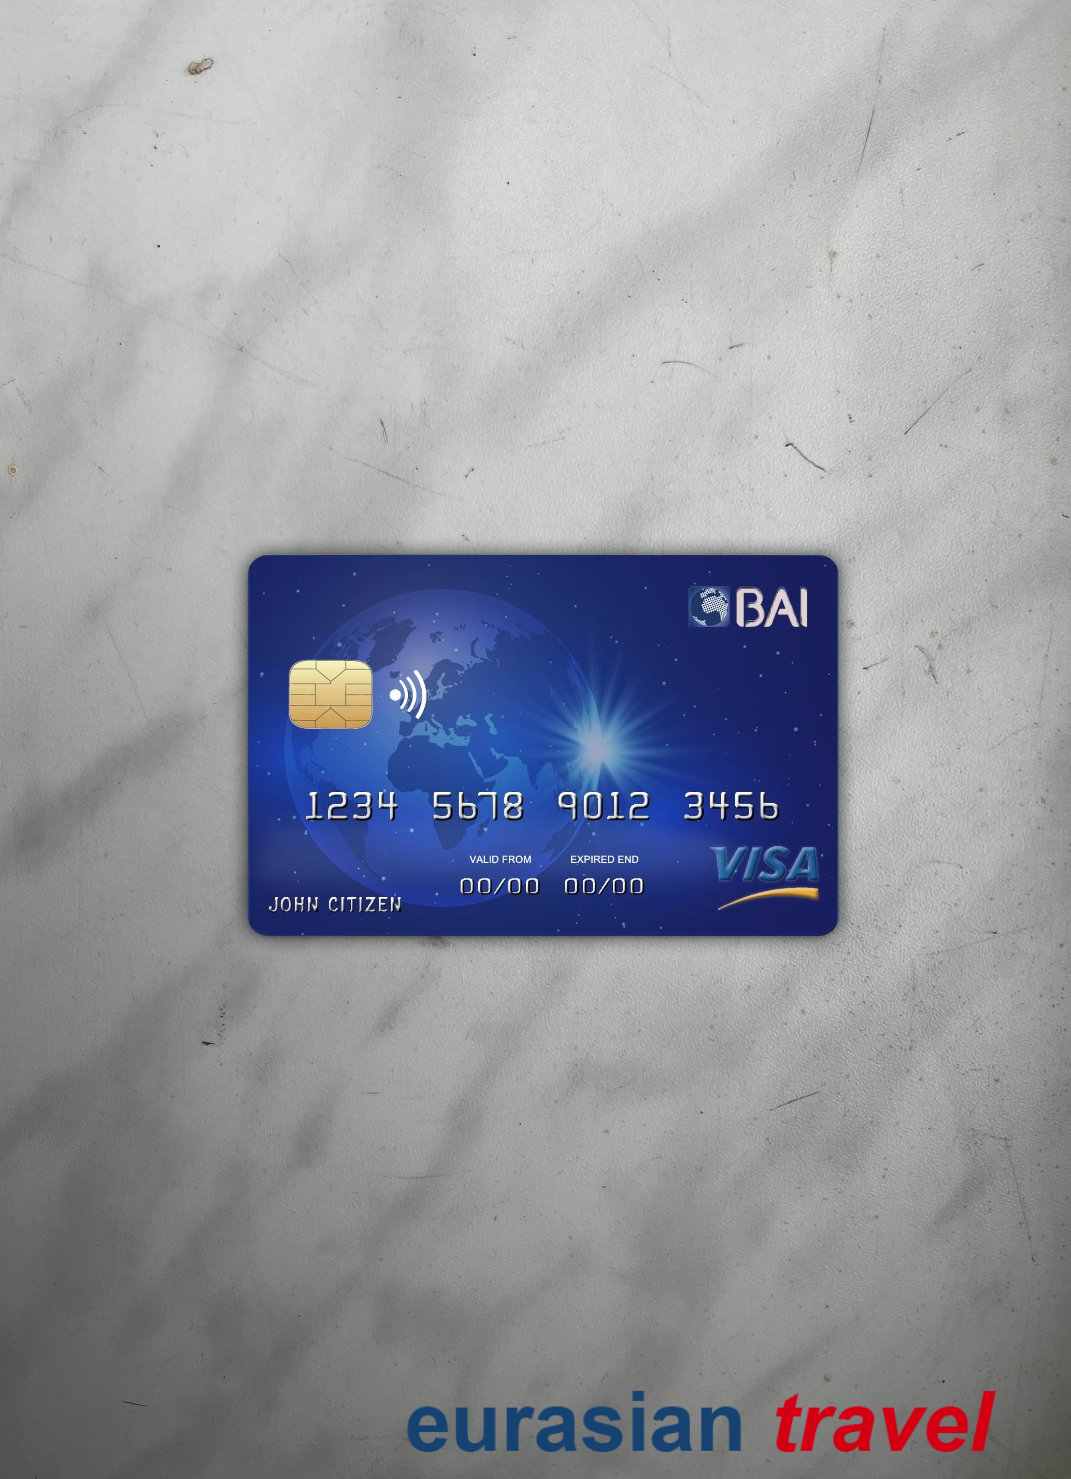 BAI
1234 5678 9012 3456
VALID FROM EXPIRED END
00/00 00/00
VISA
JOHN CITIZEN
eurasian travel